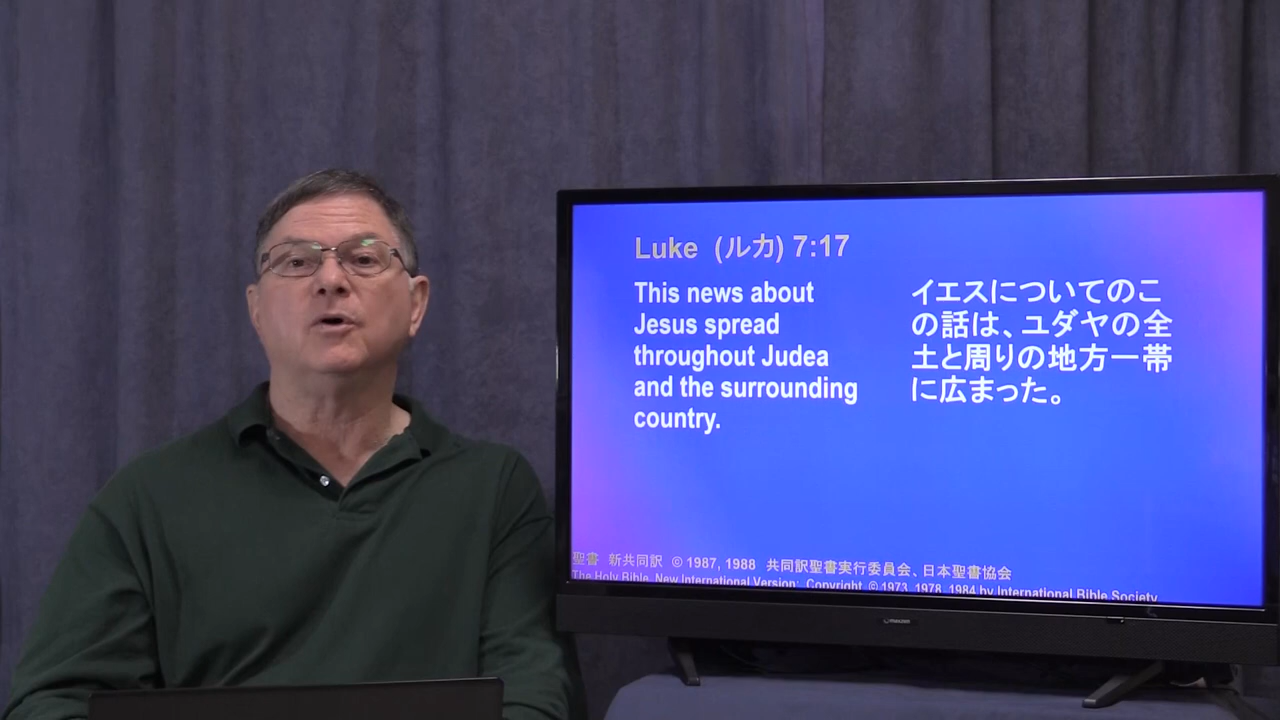 Luke (ルカ) 7:17
This news about
Jesus spread
throughout Judea
and the surrounding
country.
イエスについてのこ
の話は、ユダヤの全
土と周りの地方一帯
に広まった。
聖書 新共同訳 © 1987, 1988 共同訳聖書実行委員会、日本聖書協会
The Holy Bible, New International Version; Copyright © 1973, 1978, 1984 by International Bible Society